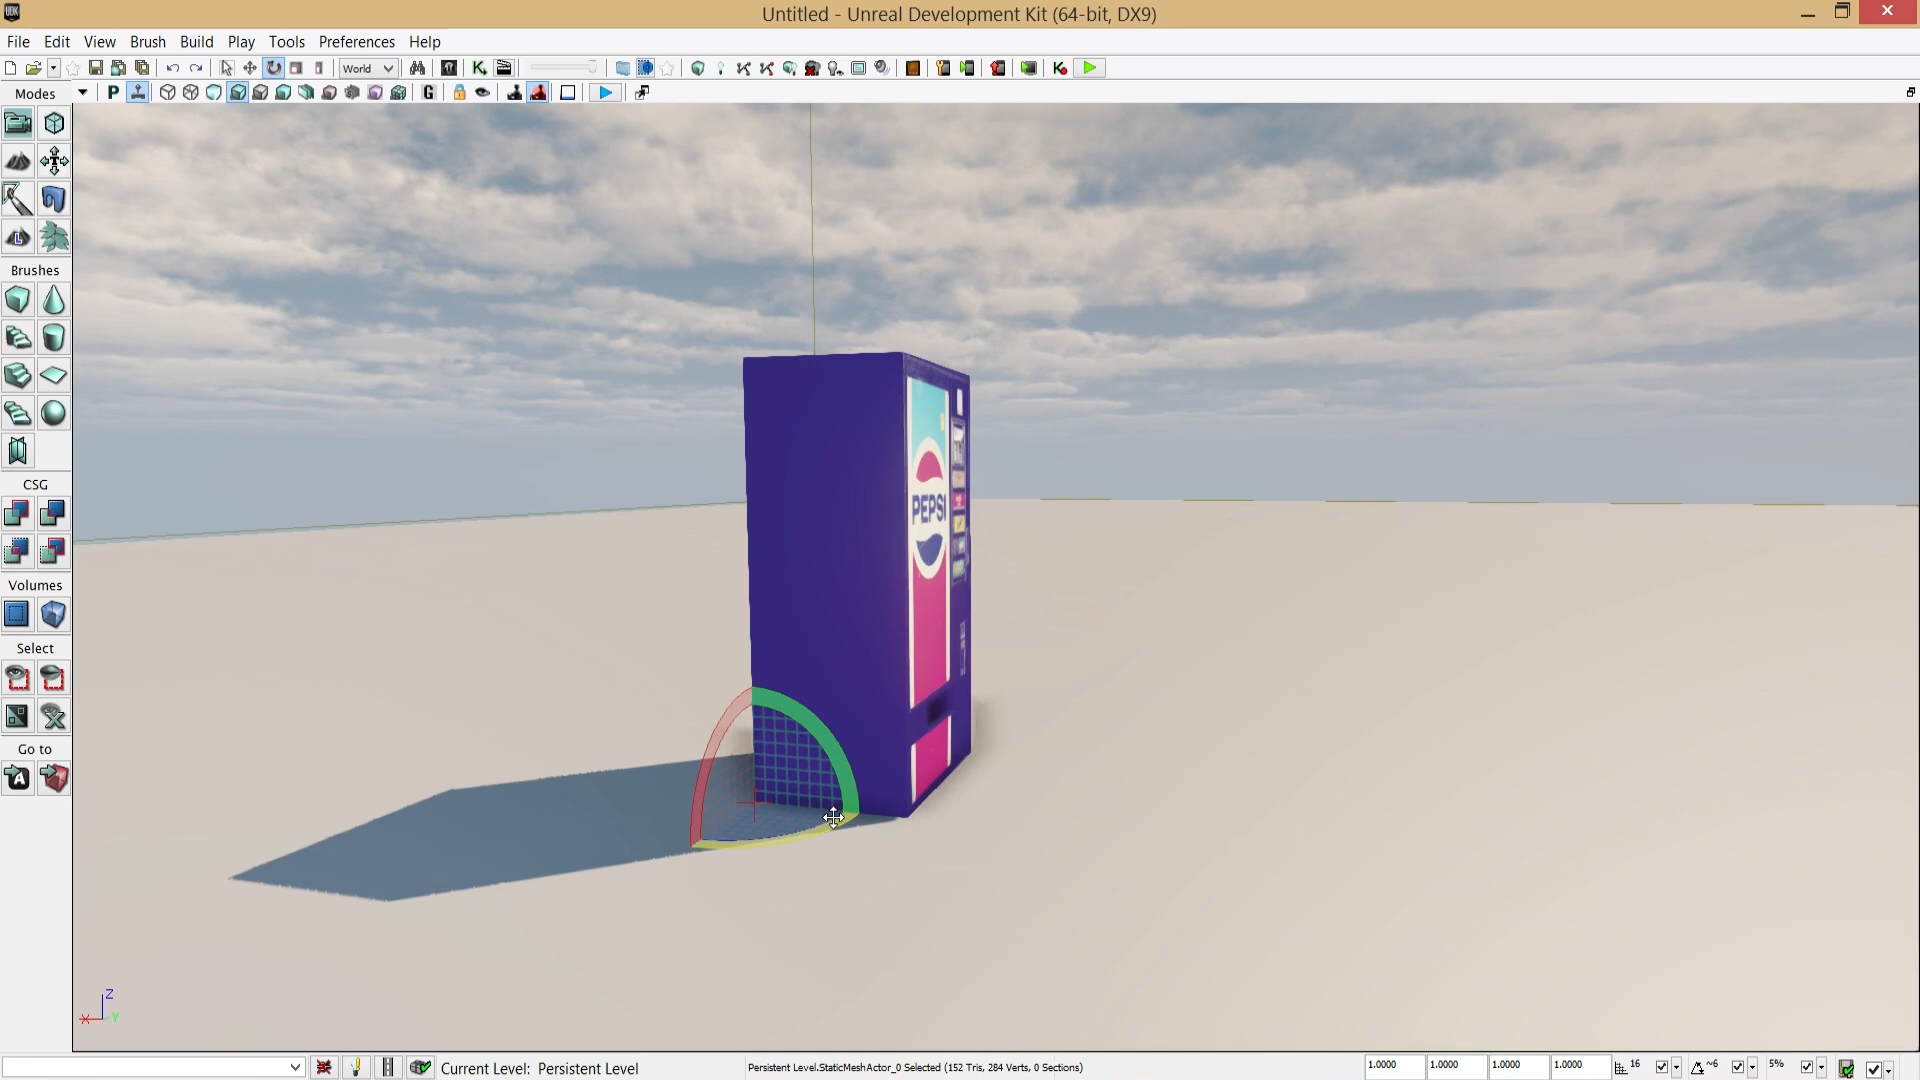 Untitled - Unreal Development Kit (64-bit, DX9)
File Edit View Brush Build Play Tools Preferences Help
World
Modes
P
G
Brushes
CSG
Volumes
Select
Go to
PEPSI
Z
X
Y
Current Level: Persistent Level
Persistent Level.StaticMeshActor_0 Selected (152 Tris, 284 Verts, 0 Sections)
1.0000 1.0000 1.0000 1.0000 16 ~6 5%